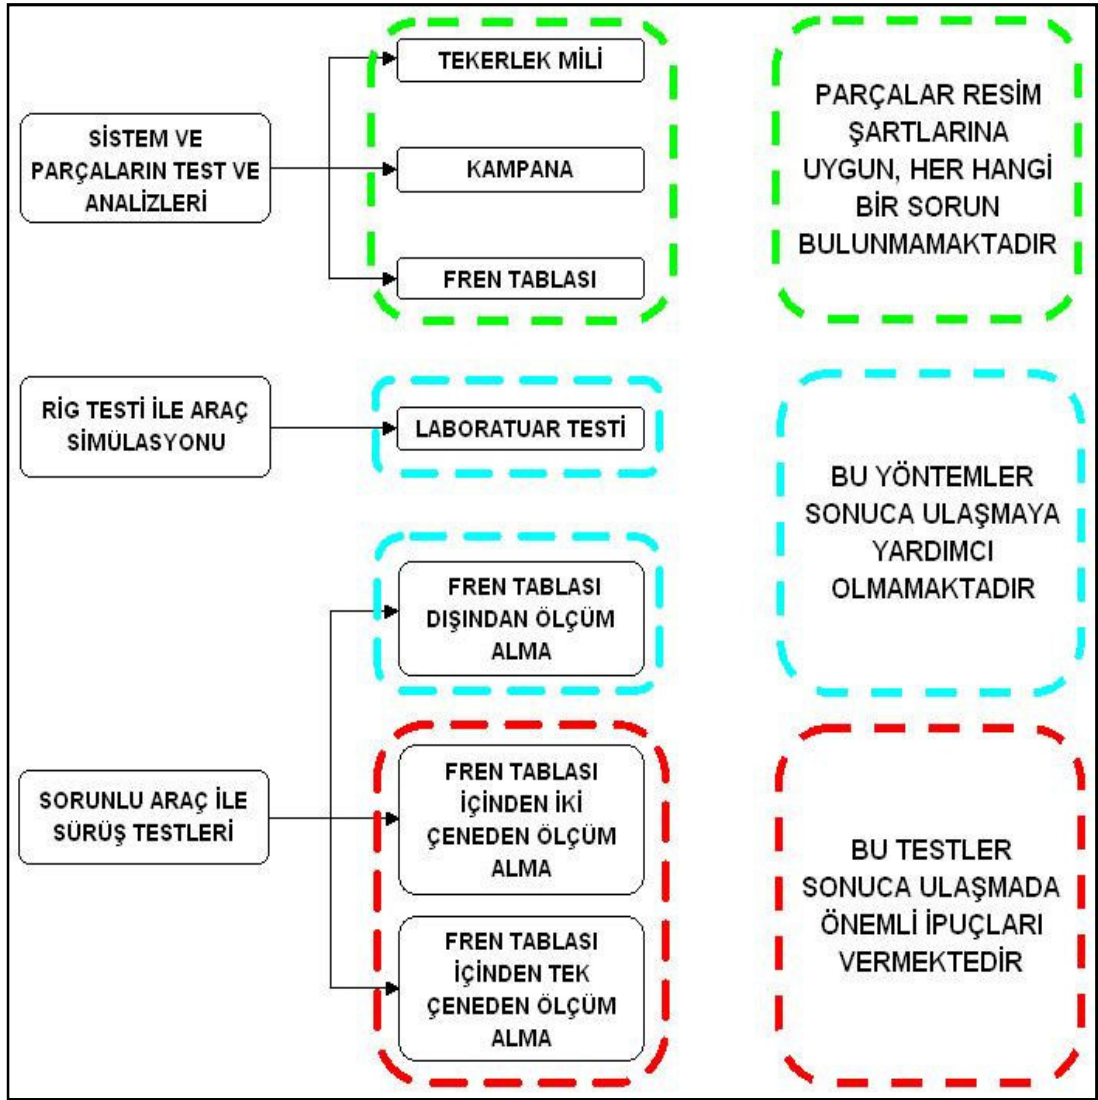 SİSTEM VE
PARÇALARIN TEST VE
ANALİZLERİ
TEKERLEK MİLİ
KAMPANA
FREN TABLASI
PARÇALAR RESİM
ŞARTLARINA
UYGUN, HER HANGİ
BİR SORUN
BULUNMAMAKTADIR
RİG TESTİ İLE ARAÇ
SİMÜLASYONU
LABORATUAR TESTİ
BU YÖNTEMLER
SONUCA ULAŞMAYA
YARDIMCI
OLMAMAKTADIR
SORUNLU ARAÇ İLE
SÜRÜŞ TESTLERİ
FREN TABLASI
DIŞINDAN ÖLÇÜM
ALMA
FREN TABLASI
İÇİNDEN İKİ
ÇENEDEN ÖLÇÜM
ALMA
FREN TABLASI
İÇİNDEN TEK
ÇENEDEN ÖLÇÜM
ALMA
BU TESTLER
SONUCA ULAŞMADA
ÖNEMLİ İPUÇLARI
VERMEKTEDİR